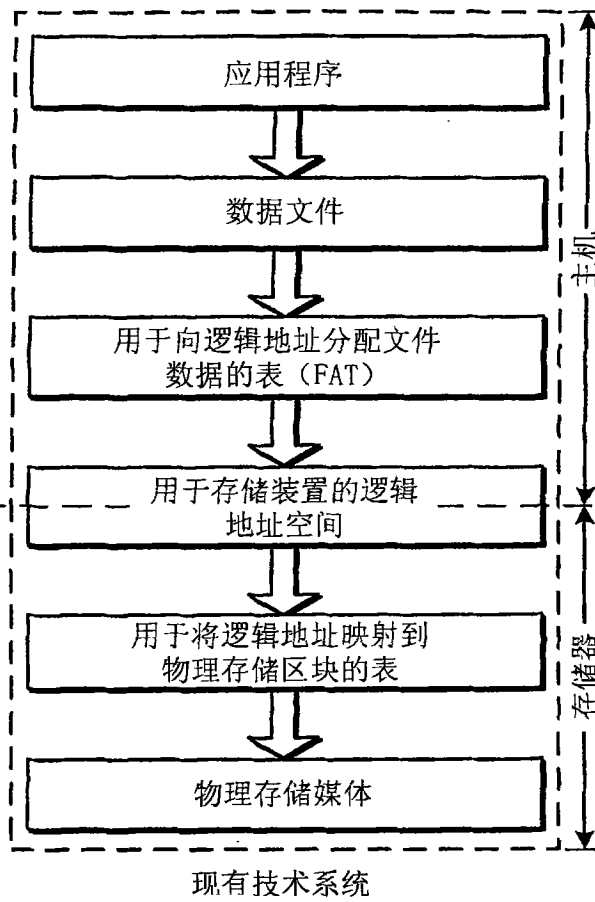 应用程序
数据文件
用于向逻辑地址分配文件
数据的表（FAT）
用于存储装置的逻辑
地址空间
用于将逻辑地址映射到
物理存储区块的表
物理存储媒体
主机
存储器
现有技术系统